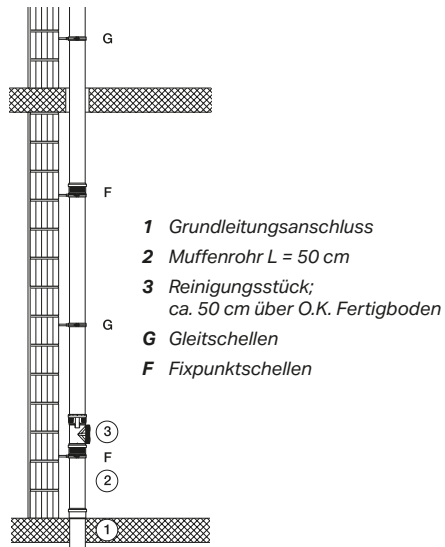 G
F
1 Grundleitungsanschluss
2 Muffenrohr L = 50 cm
3 Reinigungsstück;
ca. 50 cm über O.K. Fertigboden
G Gleitschellen
F Fixpunktschellen
G
3
F
2
1